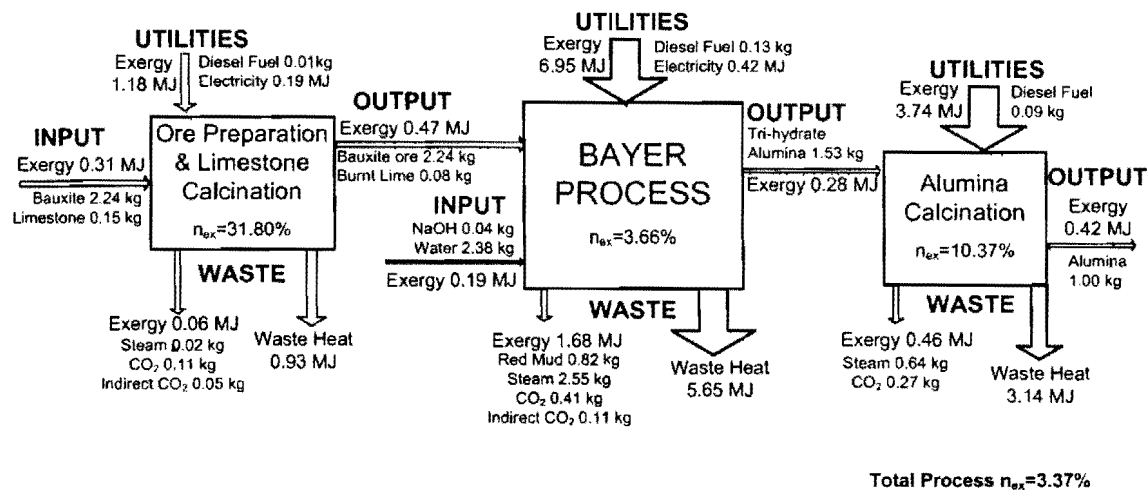 UTILITIES
Exergy
1.18 MJ
Diesel Fuel 0.01kg
Electricity 0.19 MJ
INPUT
Exergy 0.31 MJ
Bauxite 2.24 kg
Limestone 0.15 kg
Ore Preparation
& Limestone
Calcination
nex=31.80%
WASTE
Exergy 0.06 MJ
Steam 0.02 kg
CO₂ 0.11 kg
Indirect CO₂ 0.05 kg
Waste Heat
0.93 MJ
OUTPUT
Exergy 0.47 MJ
Bauxite ore 2.24 kg
Burnt Lime 0.08 kg
INPUT
NaOH 0.04 kg
Water 2.38 kg
Exergy 0.19 MJ
UTILITIES
Exergy
6.95 MJ
Diesel Fuel 0.13 kg
Electricity 0.42 MJ
BAYER
PROCESS
nex=3.66%
WASTE
Exergy 1.68 MJ
Red Mud 0.82 kg
Steam 2.55 kg
CO₂ 0.41 kg
Indirect CO₂ 0.11 kg
Waste Heat
5.65 MJ
OUTPUT
Tri-hydrate
Alumina 1.53 kg
Exergy 0.28 MJ
UTILITIES
Exergy
3.74 MJ
Diesel Fuel
0.09 kg
Alumina
Calcination
nex=10.37%
WASTE
Exergy 0.46 MJ
Steam 0.64 kg
CO₂ 0.27 kg
Waste Heat
3.14 MJ
OUTPUT
Exergy
0.42 MJ
Alumina
1.00 kg
Total Process nex=3.37%